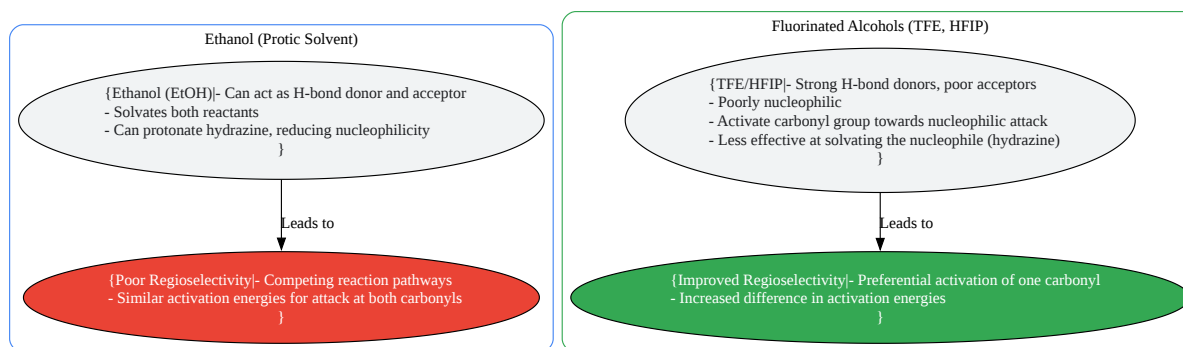 Ethanol (Protic Solvent)
{Ethanol (EtOH)|- Can act as H-bond donor and acceptor
- Solvates both reactants
- Can protonate hydrazine, reducing nucleophilicity
}
Leads to
{Poor Regioselectivity|- Competing reaction pathways
- Similar activation energies for attack at both carbonyls
}
Fluorinated Alcohols (TFE, HFIP)
{TFE/HFIP|- Strong H-bond donors, poor acceptors
- Poorly nucleophilic
- Activate carbonyl group towards nucleophilic attack
- Less effective at solvating the nucleophile (hydrazine)
}
Leads to
{Improved Regioselectivity|- Preferential activation of one carbonyl
- Increased difference in activation energies
}